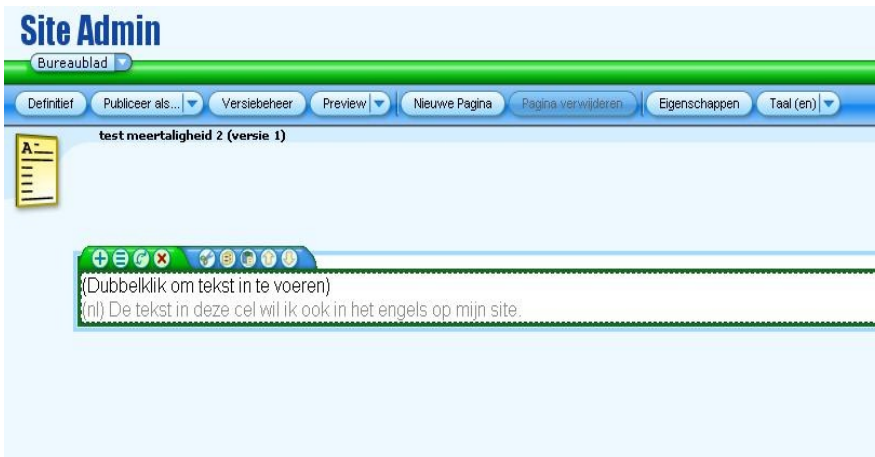 Site Admin
Bureaublad
Definitief Publiceer als... Versiebeheer Preview Nieuwe Pagina Pagina verwijderen Eigenschappen Taal (en)
test meertaligheid 2 (versie 1)
A-
(Dubbelklik om tekst in te voeren)
(nl) De tekst in deze cel wil ik ook in het engels op mijn site.